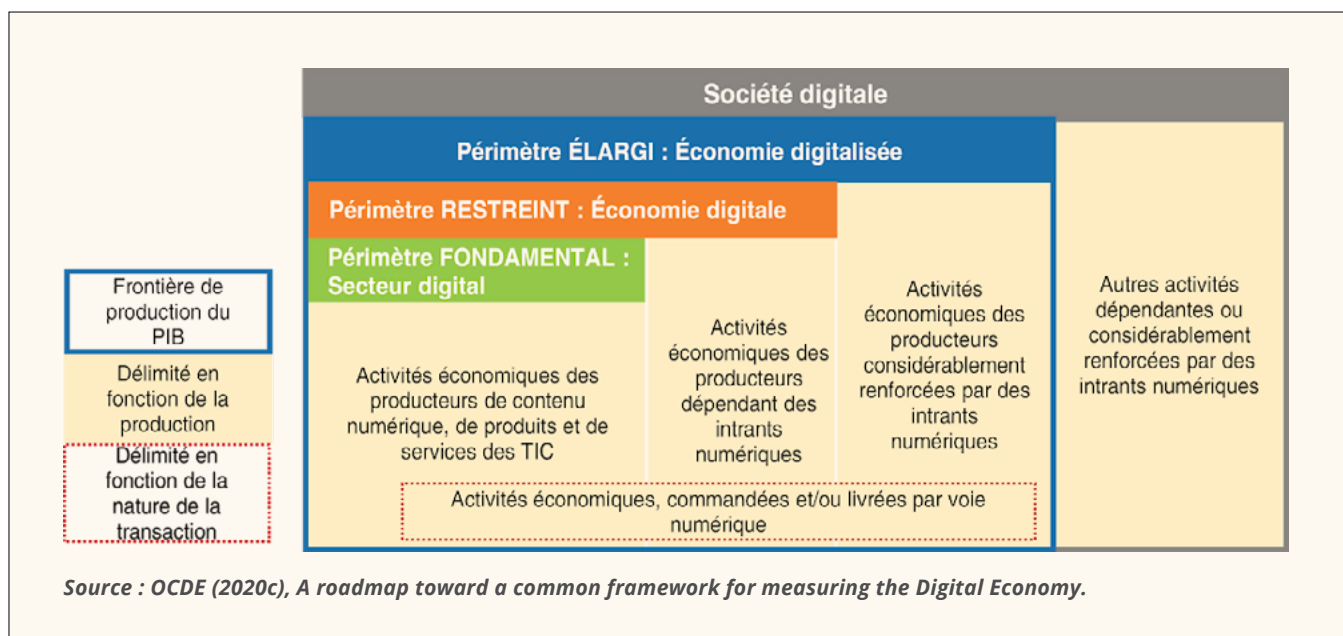 Société digitale
Périmètre ÉLARGI : Économie digitalisée
Périmètre RESTREINT : Économie digitale
Périmètre FONDAMENTAL :
Secteur digital
Frontière de
production du
PIB
Délimité en
fonction de la
production
Délimité en
fonction de la
nature de la
transaction
Activités économiques des
producteurs de contenu
numérique, de produits et de
services des TIC
Activités
économiques des
producteurs
dépendant des
intrants
numériques
Activités
économiques des
producteurs
considérablement
renforcées par des
intrants
numériques
Autres activités
dépendantes ou
considérablement
renforcées par des
intrants numériques
Activités économiques, commandées et/ou livrées par voie
numérique
Source : OCDE (2020c), A roadmap toward a common framework for measuring the Digital Economy.